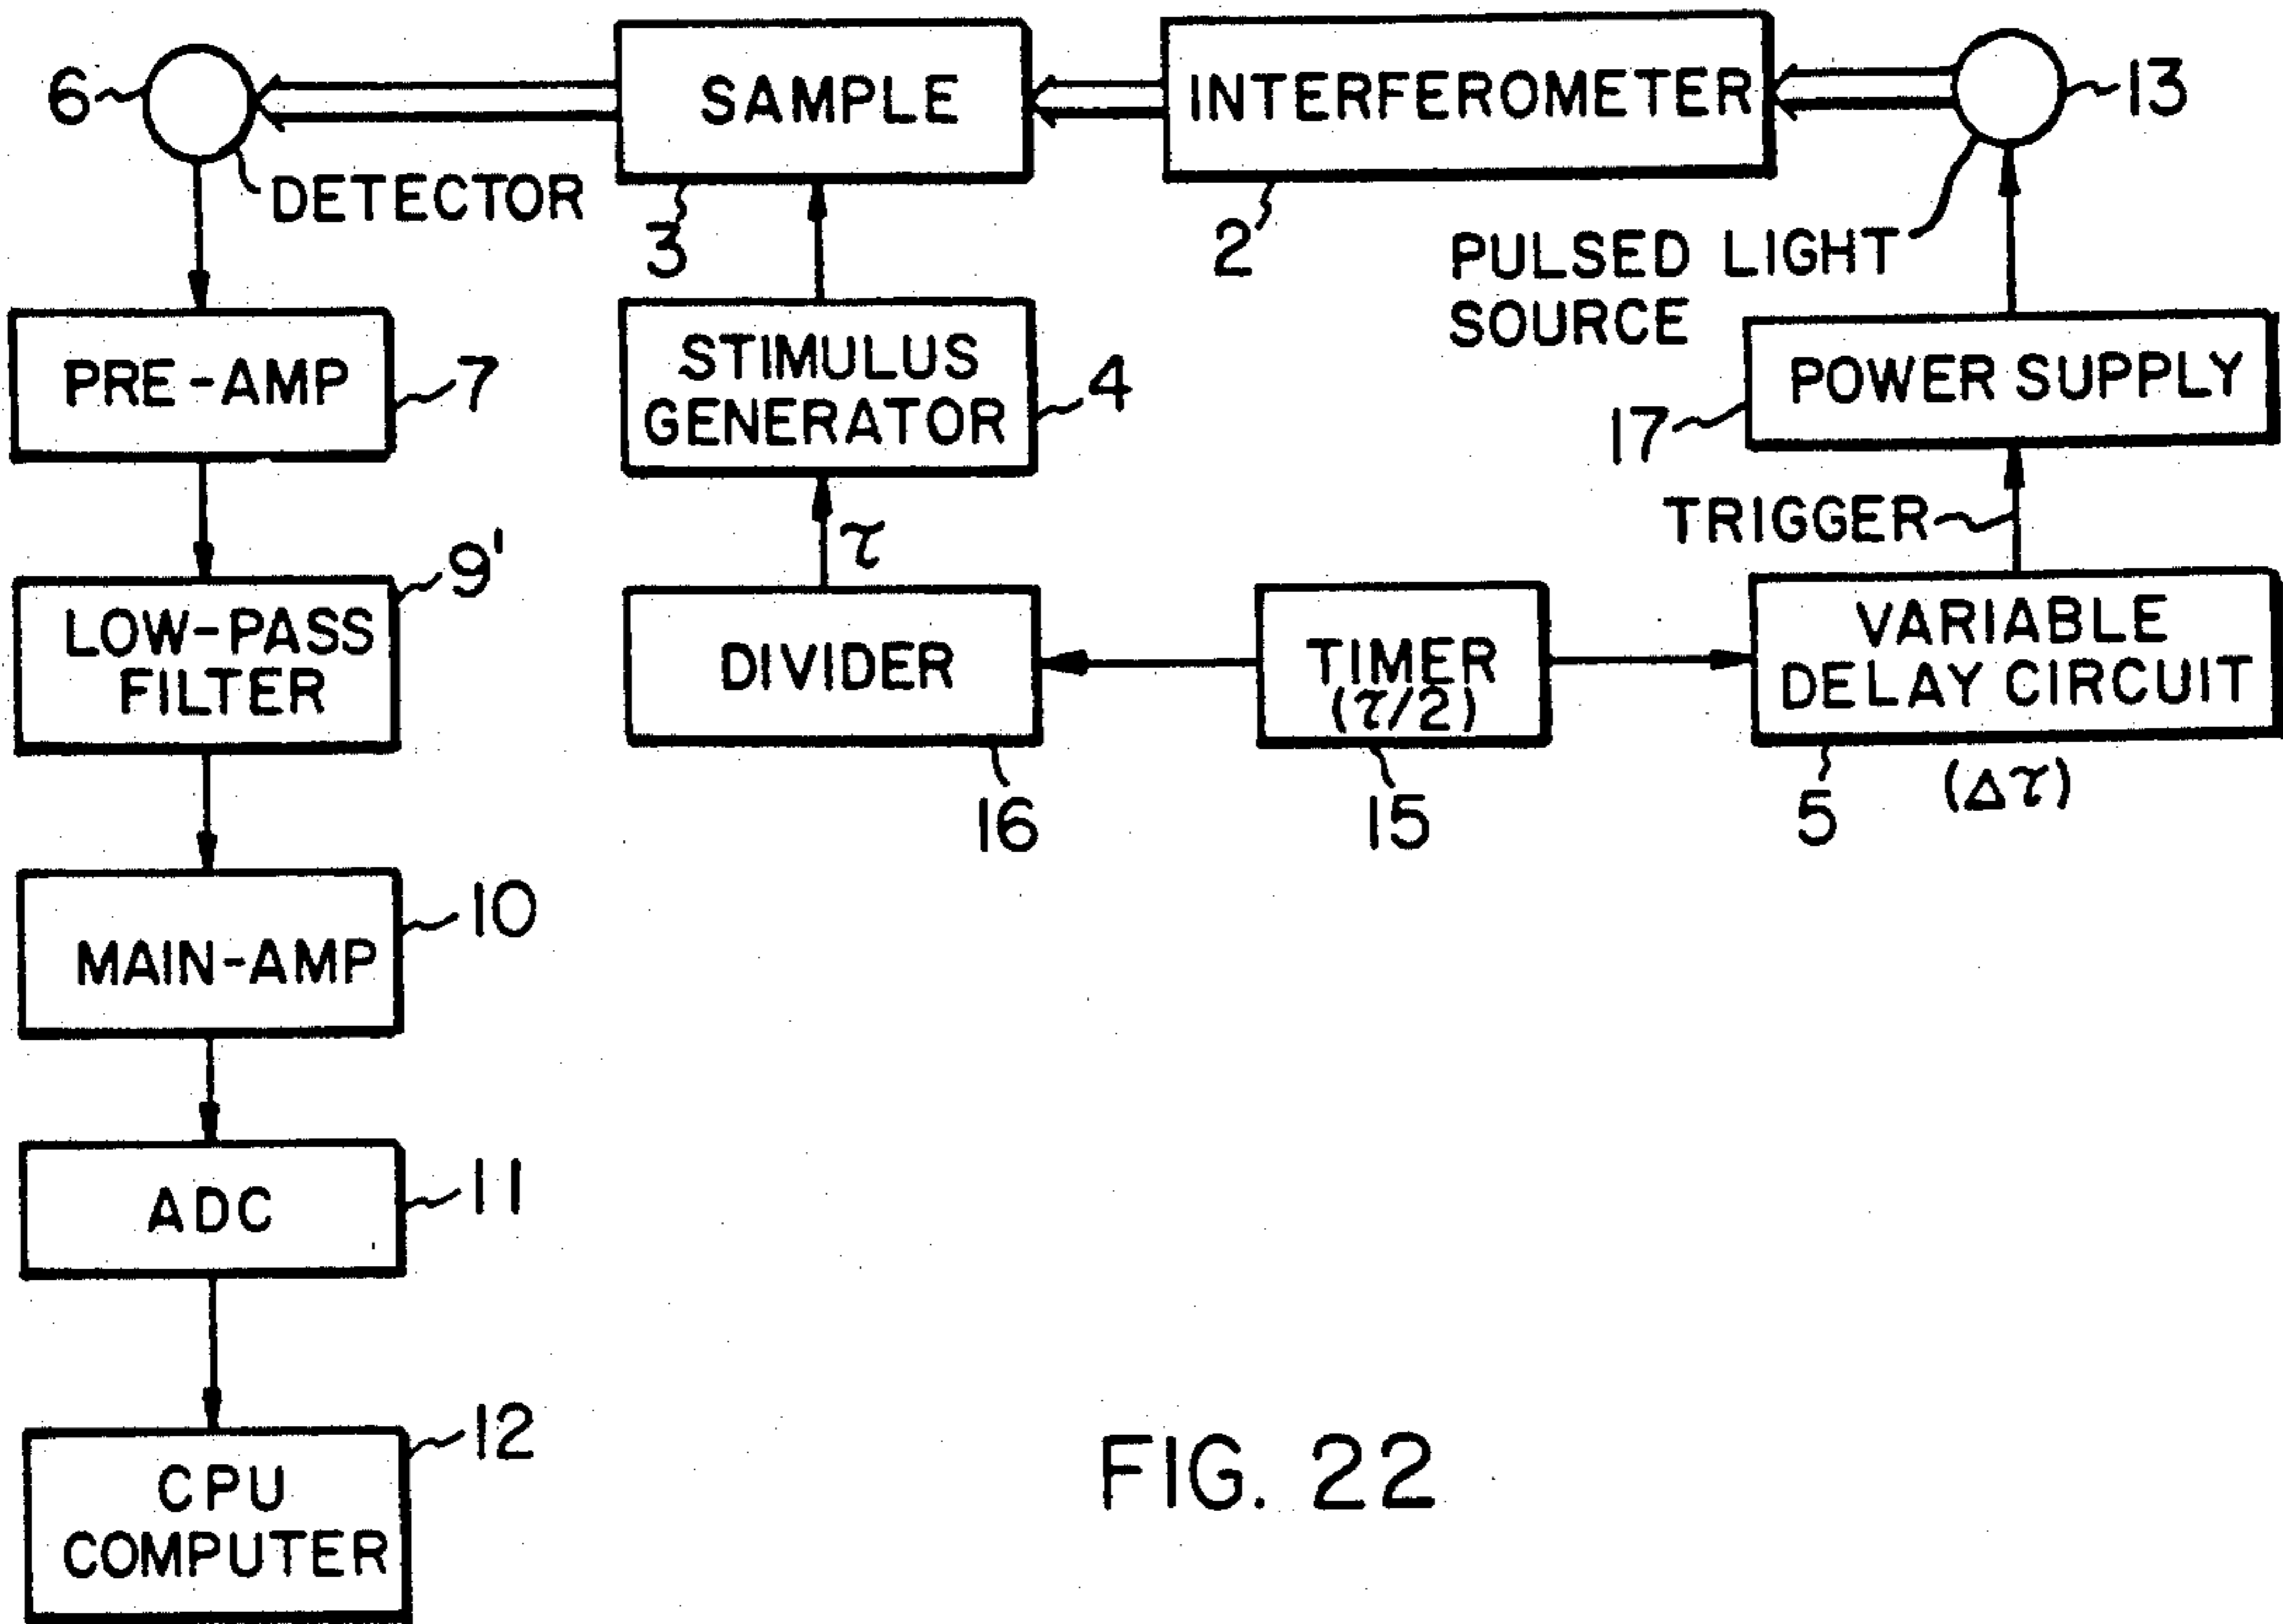 6
SAMPLE
INTERFEROMETER
13
DETECTOR
3
2
PULSED LIGHT
SOURCE
PRE-AMP
7
STIMULUS
GENERATOR
4
POWER SUPPLY
17
TRIGGER
τ
9'
LOW-PASS
FILTER
DIVIDER
16
TIMER
(τ/2)
15
VARIABLE
DELAY CIRCUIT
5
(Δτ)
10
MAIN-AMP
ADC
11
12
CPU
COMPUTER
FIG. 22